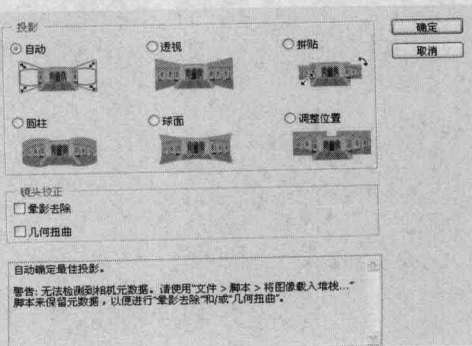 投影
自动
透视
拼贴
圆柱
球面
调整位置
确定
取消
镜头校正
晕影去除
几何扭曲
自动确定最佳投影。
警告: 无法检测到相机元数据。请使用"文件 > 脚本 > 将图像载入堆栈..."
脚本来保留元数据，以便进行"晕影去除"和/或"几何扭曲"。